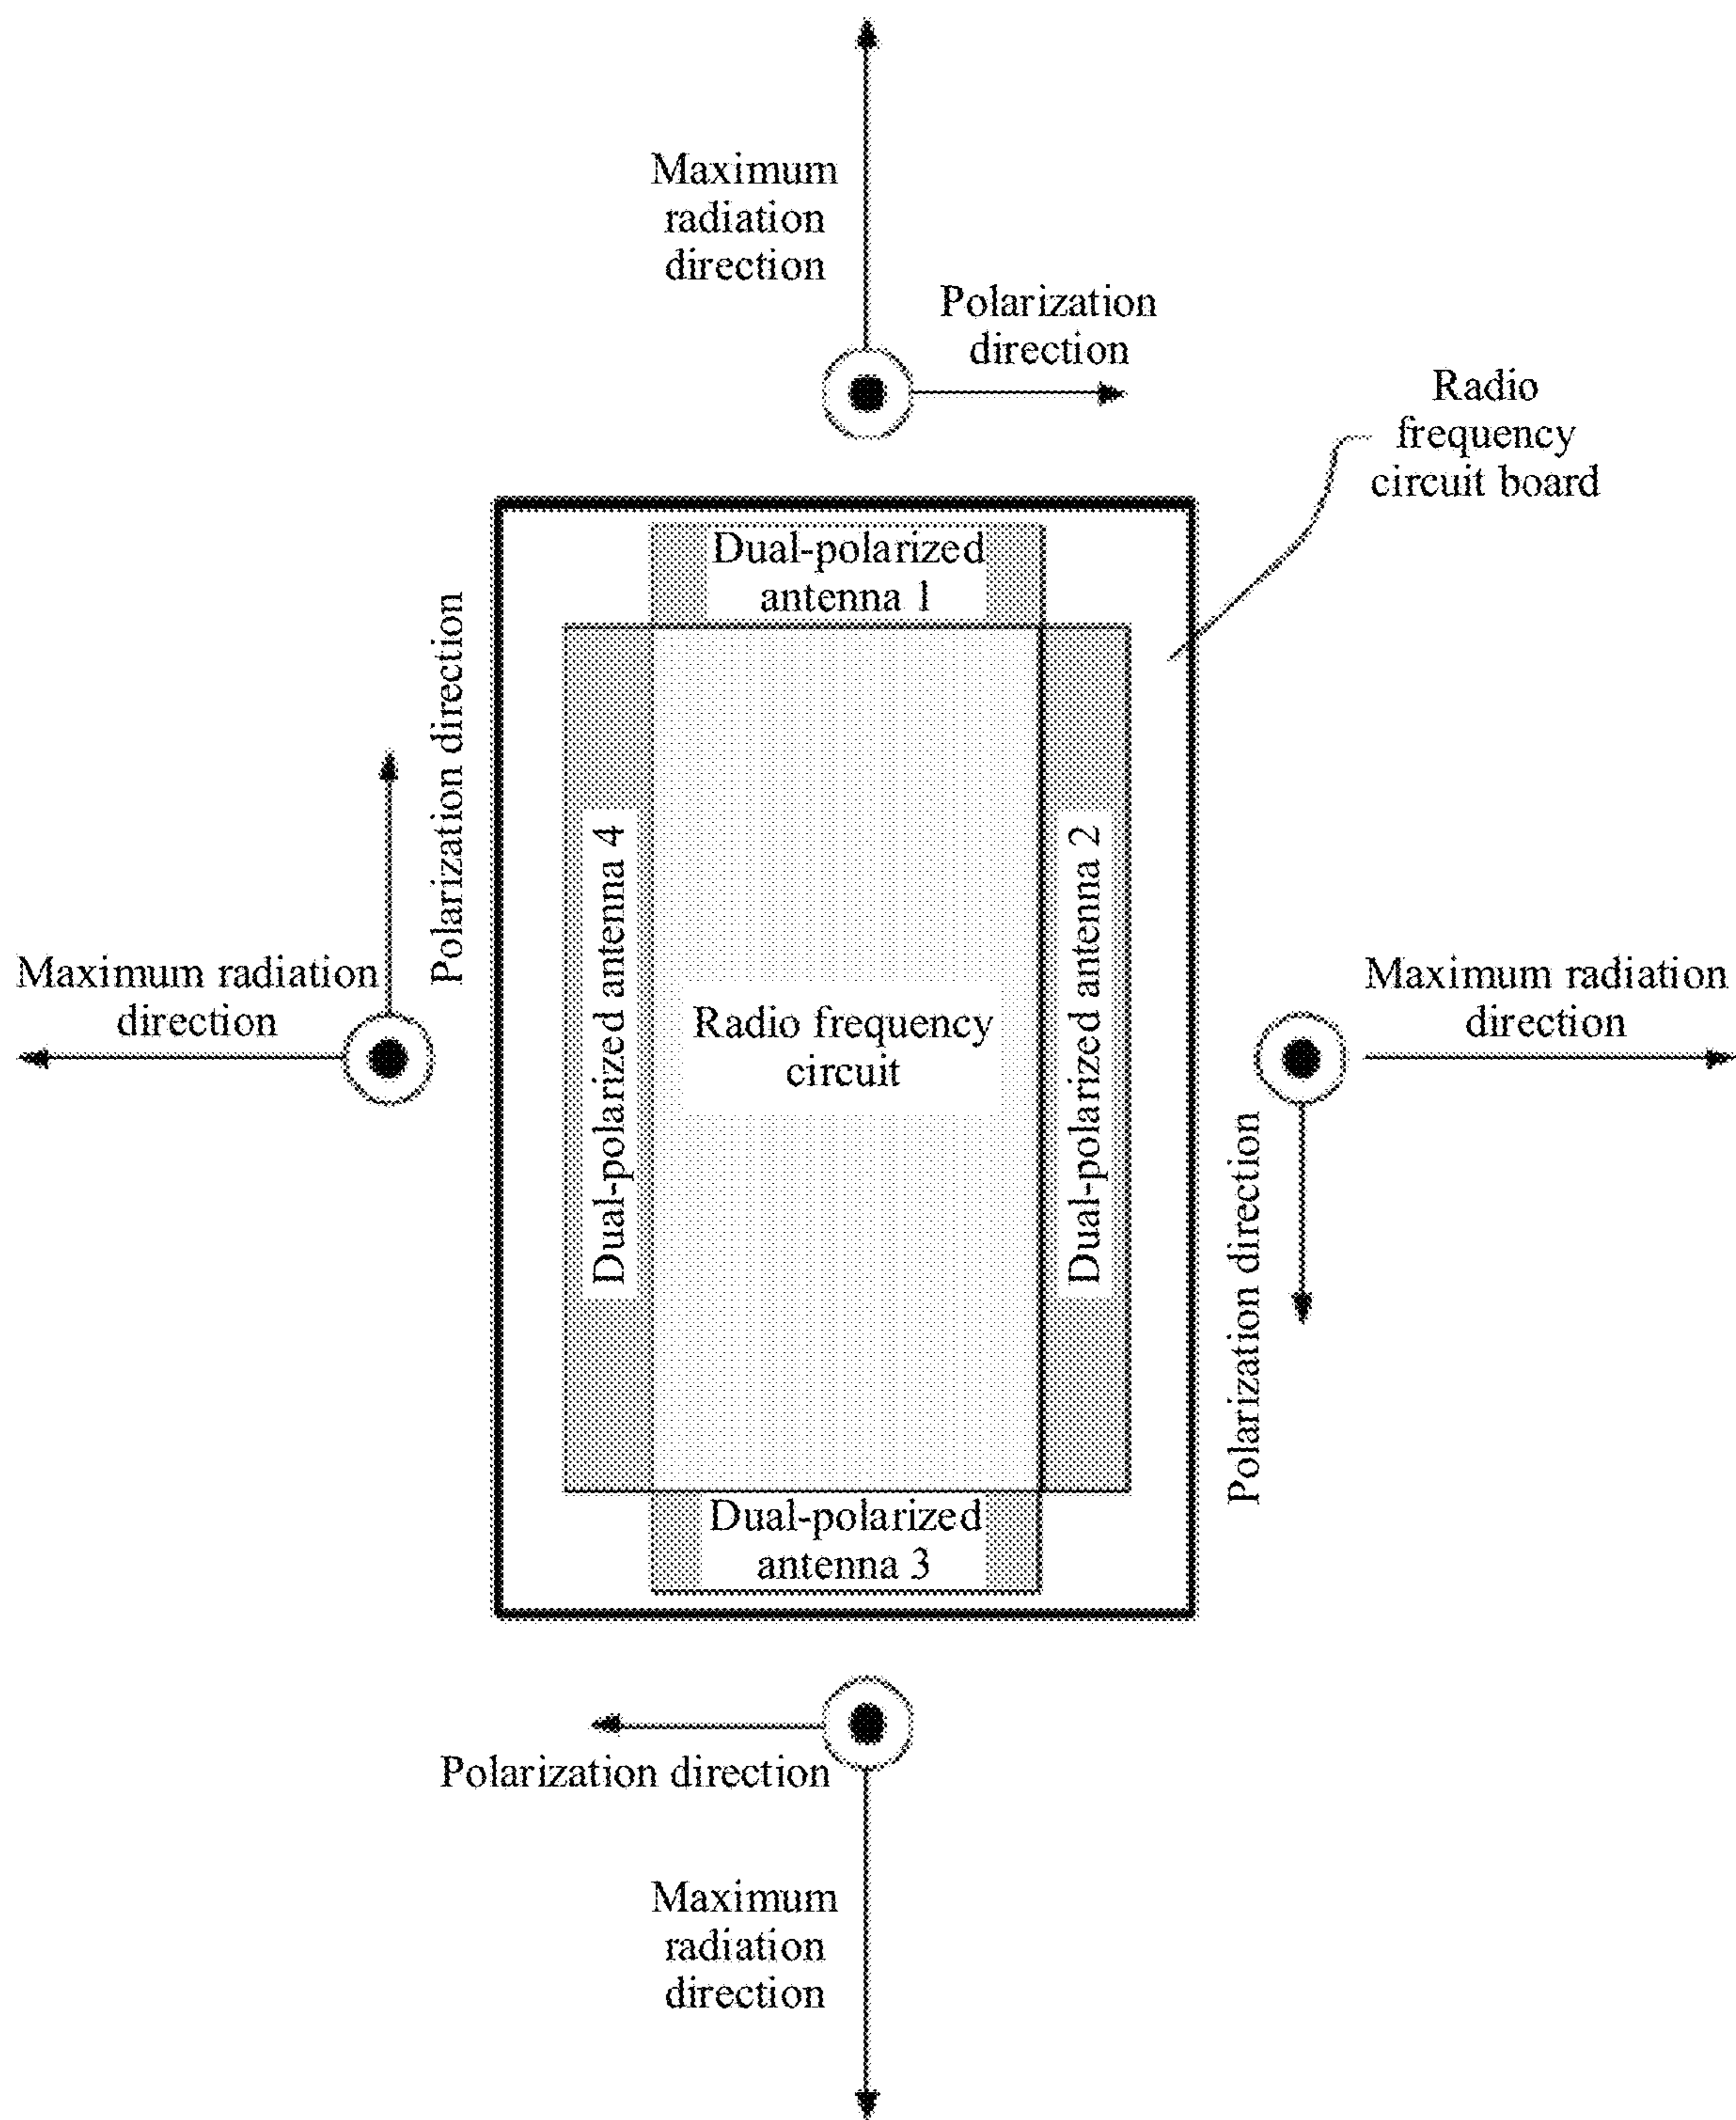 Maximum
radiation
direction
Polarization
direction
Radio
frequency
circuit board
Dual-polarized
antenna 1
Polarization direction
Maximum radiation
direction
Dual-polarized antenna 4
Radio frequency
circuit
Dual-polarized antenna 2
Maximum radiation
direction
Polarization direction
Dual-polarized
antenna 3
Polarization direction
Maximum
radiation
direction